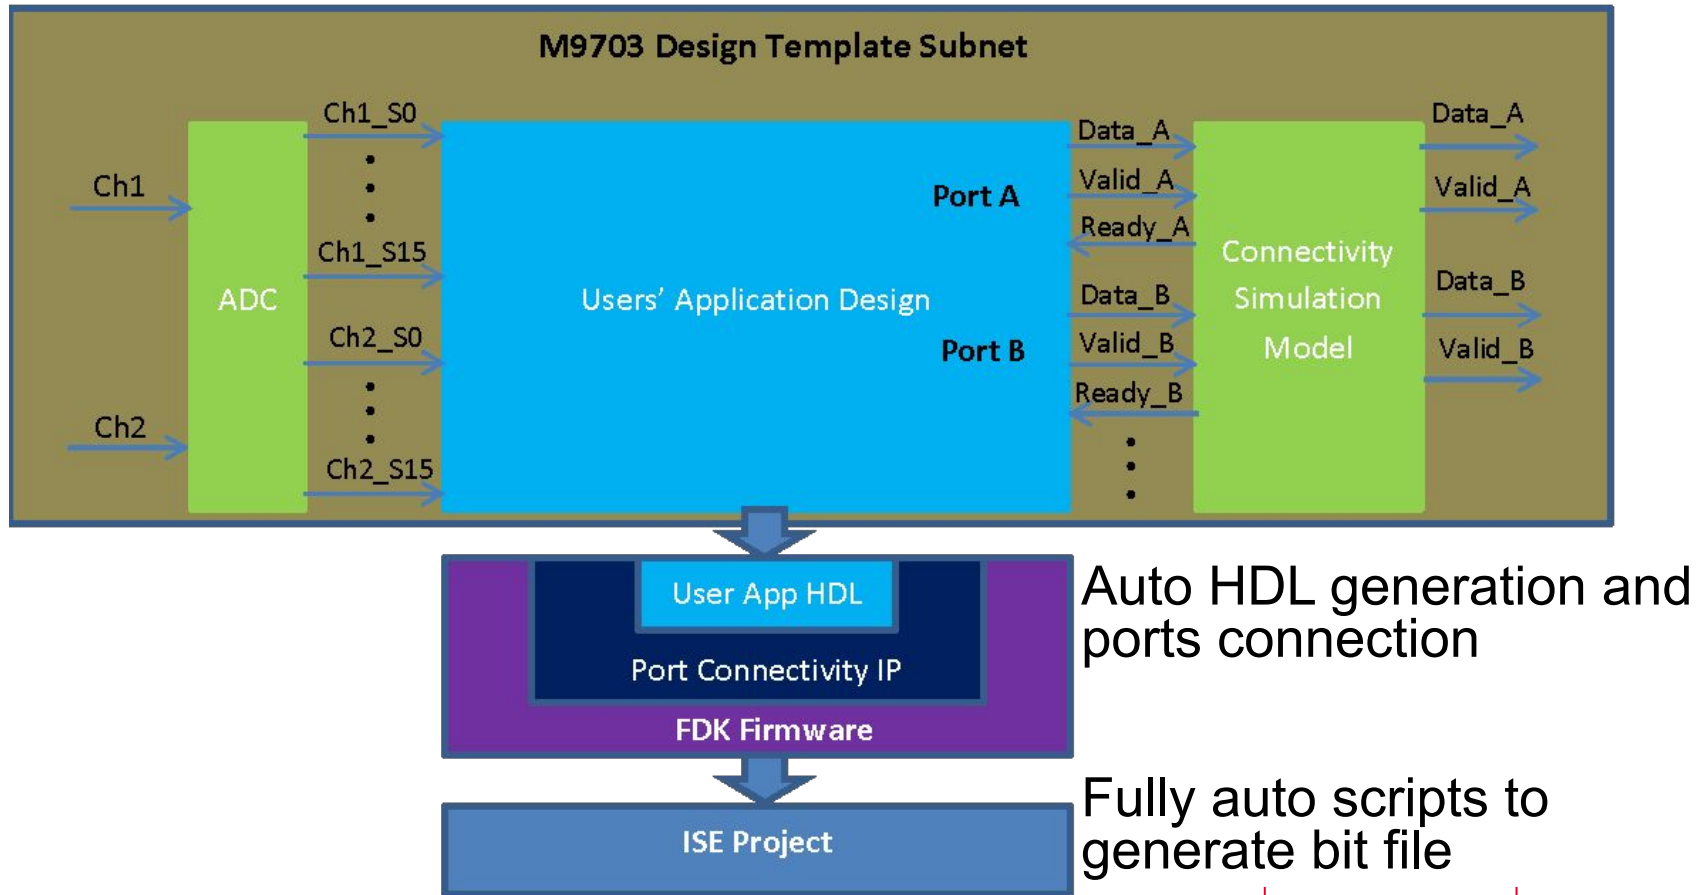 M9703 Design Template Subnet
Ch1
Ch2
ADC
Ch1_S0
Ch1_S15
Ch2_S0
Ch2_S15
Users' Application Design
Port A
Port B
Data_A
Valid_A
Ready_A
Data_B
Valid_B
Ready_B
Connectivity
Simulation
Model
Data_A
Valid_A
Data_B
Valid_B
User App HDL
Port Connectivity IP
FDK Firmware
Auto HDL generation and
ports connection
ISE Project
Fully auto scripts to
generate bit file